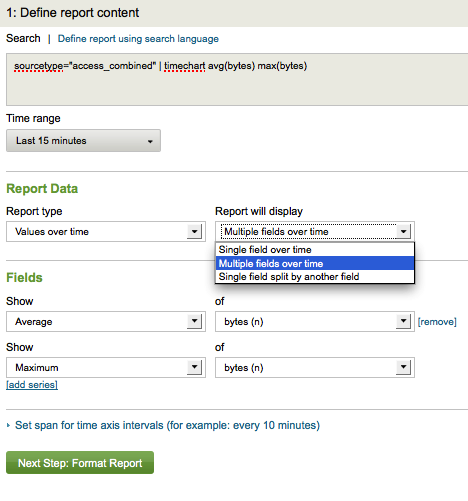 1: Define report content
Search | Define report using search language
sourcetype="access_combined" | timechart avg(bytes) max(bytes)
Time range
Last 15 minutes
Report Data
Report type Report will display
Values over time Multiple fields over time
Single field over time
Multiple fields over time
Single field split by another field
Fields
Show of
Average bytes (n) [remove]
Show of
Maximum bytes (n)
[add series]
Set span for time axis intervals (for example: every 10 minutes)
Next Step: Format Report